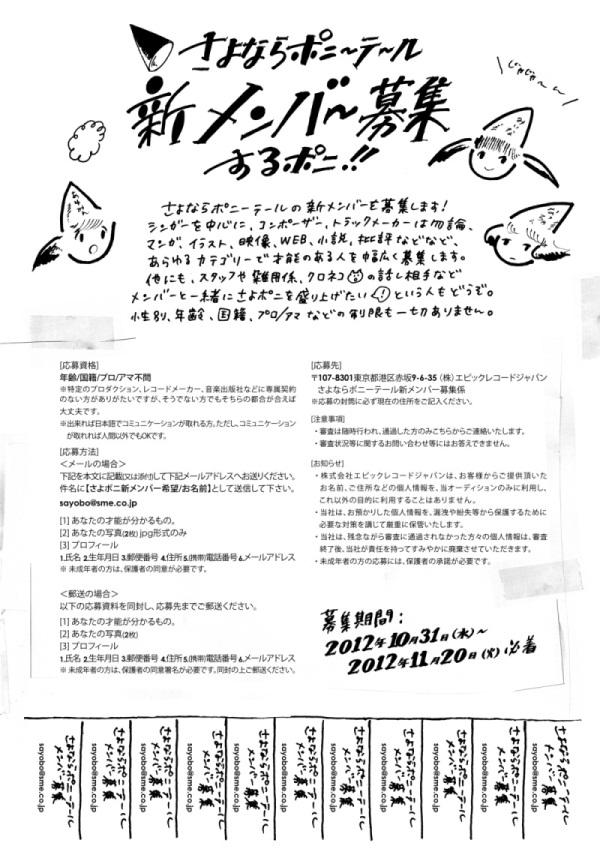 さよならポニーテール
じゃじゃーん
新メンバー募集
するポニ!!
さよならポニーテールの新メンバーを募集します!
シンガーを中心に、コンポーザー、トラックメーカーは勿論、
マンガ、イラスト、映像、WEB、小説、批評などなど、
あらゆるカテゴリーで才能のある人を幅広く募集します。
他にも、スタッフや雑用係、クロネコの話し相手など
メンバーと一緒にさよポニを盛り上げたい!という人もどうぞ。
性別、年齢、国籍、プロ/アマなどの制限も一切ありません。
[応募資格]
年齢/国籍/プロ/アマ不問
※特定のプロダクション、レコードメーカー、音楽出版社などに専属契約
のない方がありがたいですが、そうでない方でもそちらの都合が合えば
大丈夫です。
※出来れば日本語でコミュニケーションが取れる方。ただし、コミュニケーション
が取れれば人間以外でもOKです。
[応募方法]
<メールの場合>
下記を本文に記載(又は添付)して下記メールアドレスへお送りください。
件名に【さよポニ新メンバー希望/お名前】として送信して下さい。
sayobo@sme.co.jp
[1] あなたの才能が分かるもの。
[2] あなたの写真(2枚) jpg形式のみ
[3] プロフィール
1.氏名 2.生年月日 3.郵便番号 4.住所 5.(携帯)電話番号 6.メールアドレス
※ 未成年者の方は、保護者の同意が必要です。
<郵送の場合>
以下の応募資料を同封し、応募先までご郵送ください。
[1] あなたの才能が分かるもの。
[2] あなたの写真(2枚)
[3] プロフィール
1.氏名 2.生年月日 3.郵便番号 4.住所 5.(携帯)電話番号 6.メールアドレス
※ 未成年者の方は、保護者の同意署名が必要です。同封の上ご郵送ください。
[応募先]
〒107-8301東京都港区赤坂9-6-35 (株)エピックレコードジャパン
さよならポニーテール新メンバー募集係
※応募の封筒に必ず現在の住所をご記入ください。
[注意事項]
・審査は随時行われ、通過した方のみこちらからご連絡いたします。
・審査状況等に関するお問い合わせ等にはお答えできません。
[お知らせ]
・株式会社エピックレコードジャパンは、お客様からご提供頂いた
お名前、ご住所などの個人情報を、当オーディションのみに利用し、
これ以外の目的に利用することはありません。
・当社は、お預かりした個人情報を、漏洩や紛失等から保護するために
必要な対策を講じて厳重に保管いたします。
・当社は、残念ながら審査に通過されなかった方々の個人情報は、審査
終了後、当社が責任を持ってすみやかに廃棄させていただきます。
・未成年者の方の応募には、保護者の承諾が必要です。
募集期間:
2012年10月31日(水)~
2012年11月20日(火)必着
さよならポニーテール
メンバー募集
sayobo@sme.co.jp
さよならポニーテール
メンバー募集
sayobo@sme.co.jp
さよならポニーテール
メンバー募集
sayobo@sme.co.jp
さよならポニーテール
メンバー募集
sayobo@sme.co.jp
さよならポニーテール
メンバー募集
sayobo@sme.co.jp
さよならポニーテール
メンバー募集
sayobo@sme.co.jp
さよならポニーテール
メンバー募集
sayobo@sme.co.jp
さよならポニーテール
メンバー募集
sayobo@sme.co.jp
さよならポニーテール
メンバー募集
sayobo@sme.co.jp
さよならポニーテール
メンバー募集
sayobo@sme.co.jp
さよならポニーテール
メンバー募集
sayobo@sme.co.jp